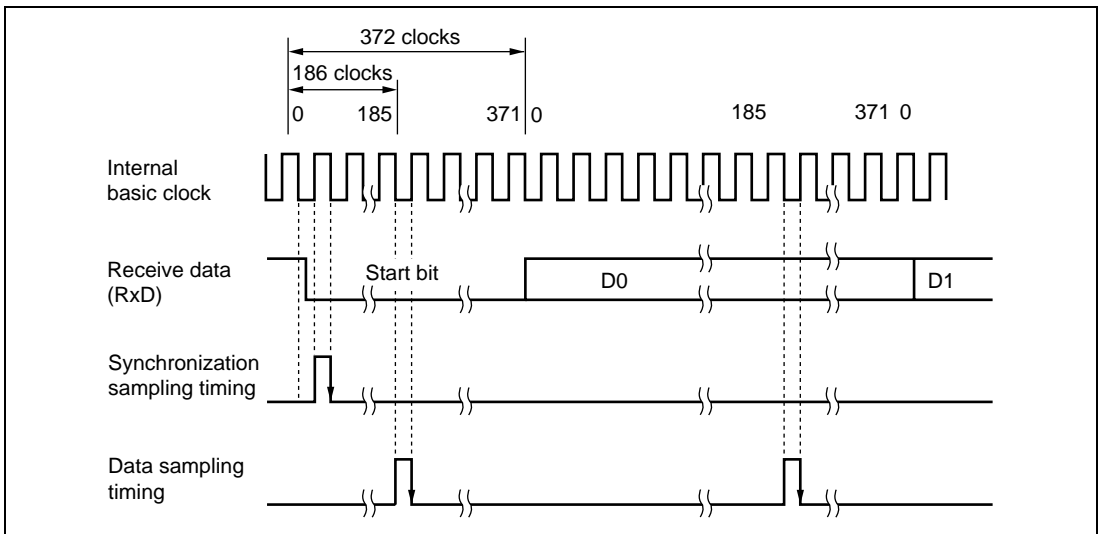 372 clocks
186 clocks
0 185 371 0 185 371 0
Internal
basic clock
Receive data
(RxD)
Start bit D0 D1
Synchronization
sampling timing
Data sampling
timing